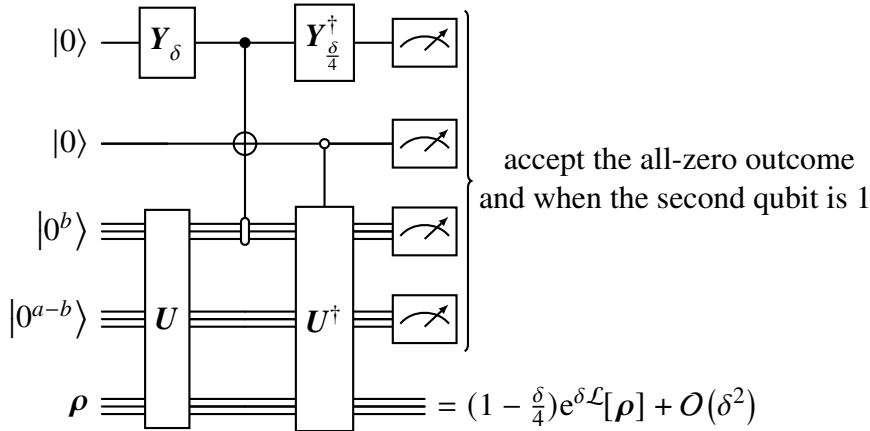 |0⟩ Y_δ Y†_{δ/4}
|0⟩
accept the all-zero outcome
and when the second qubit is 1
|0^b⟩
|0^{a−b}⟩ U U†
ρ = (1 − δ/4)e^{δℒ}[ρ] + 𝒪(δ²)